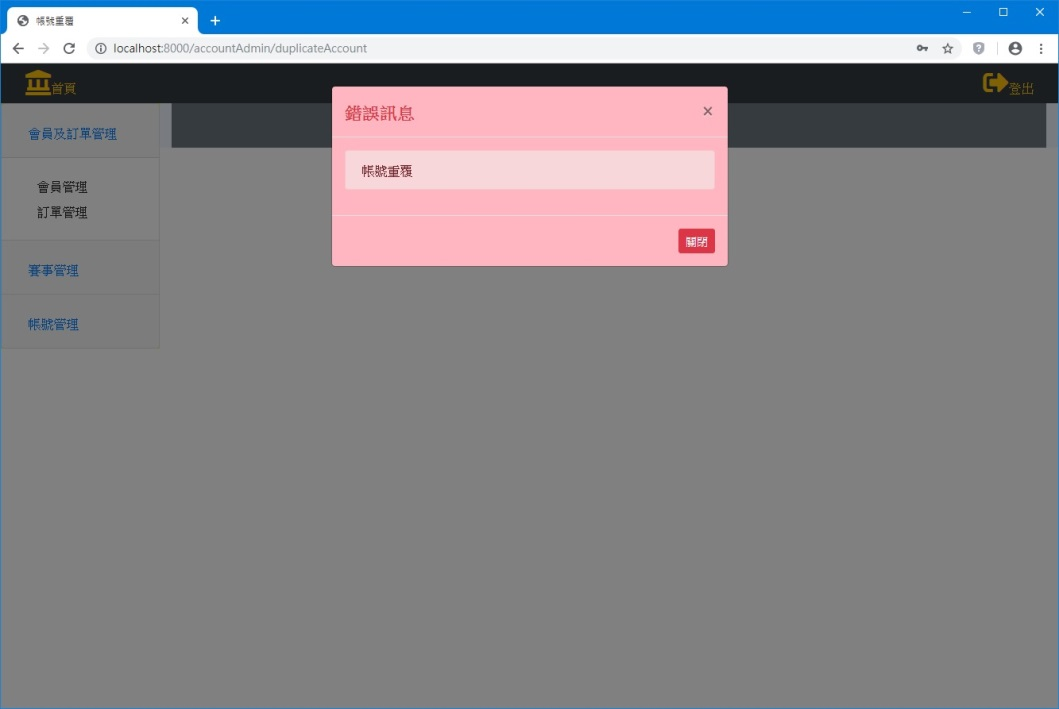 帳號重覆
localhost:8000/accountAdmin/duplicateAccount
首頁
登出
會員及訂單管理
會員管理
訂單管理
賽事管理
帳號管理
錯誤訊息
帳號重覆
關閉